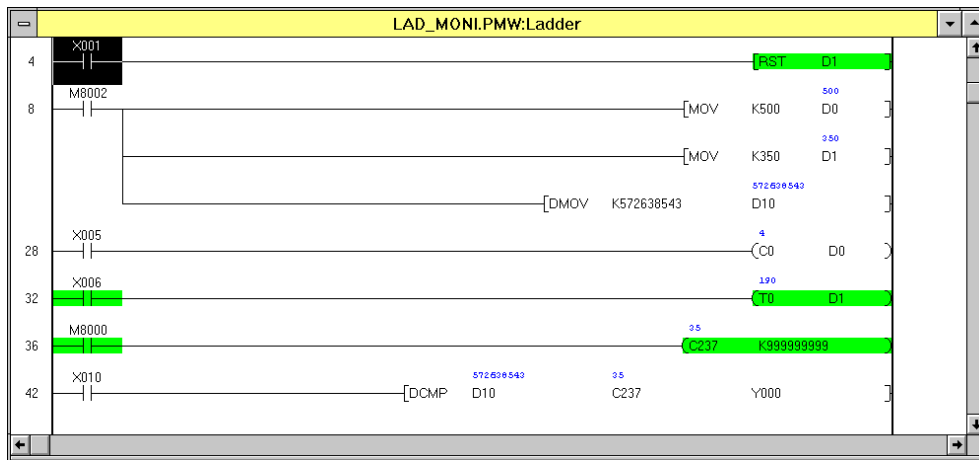 LAD_MONI.PMW:Ladder
X001
4 RST D1
M8002 500
8 MOV K500 D0
350
MOV K350 D1
572638543
DMOV K572638543 D10
X005 4
28 C0 D0
X006 190
32 T0 D1
M8000 35
36 C237 K999999999
X010 572638543 35
42 DCMP D10 C237 Y000